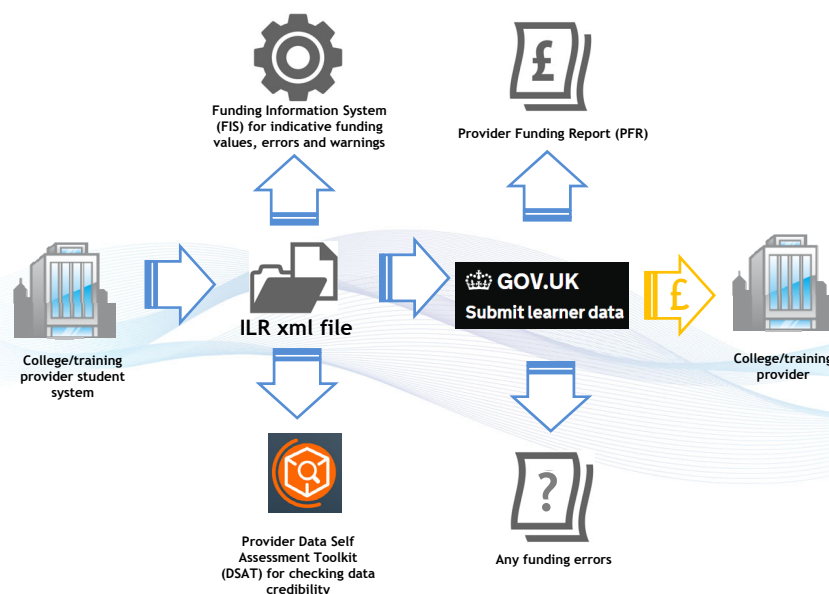 Funding Information System
(FIS) for indicative funding
values, errors and warnings
£
Provider Funding Report (PFR)
College/training
provider student
system
ILR xml file
GOV.UK
Submit learner data
£
College/training
provider
Provider Data Self
Assessment Toolkit
(DSAT) for checking data
credibility
?
Any funding errors